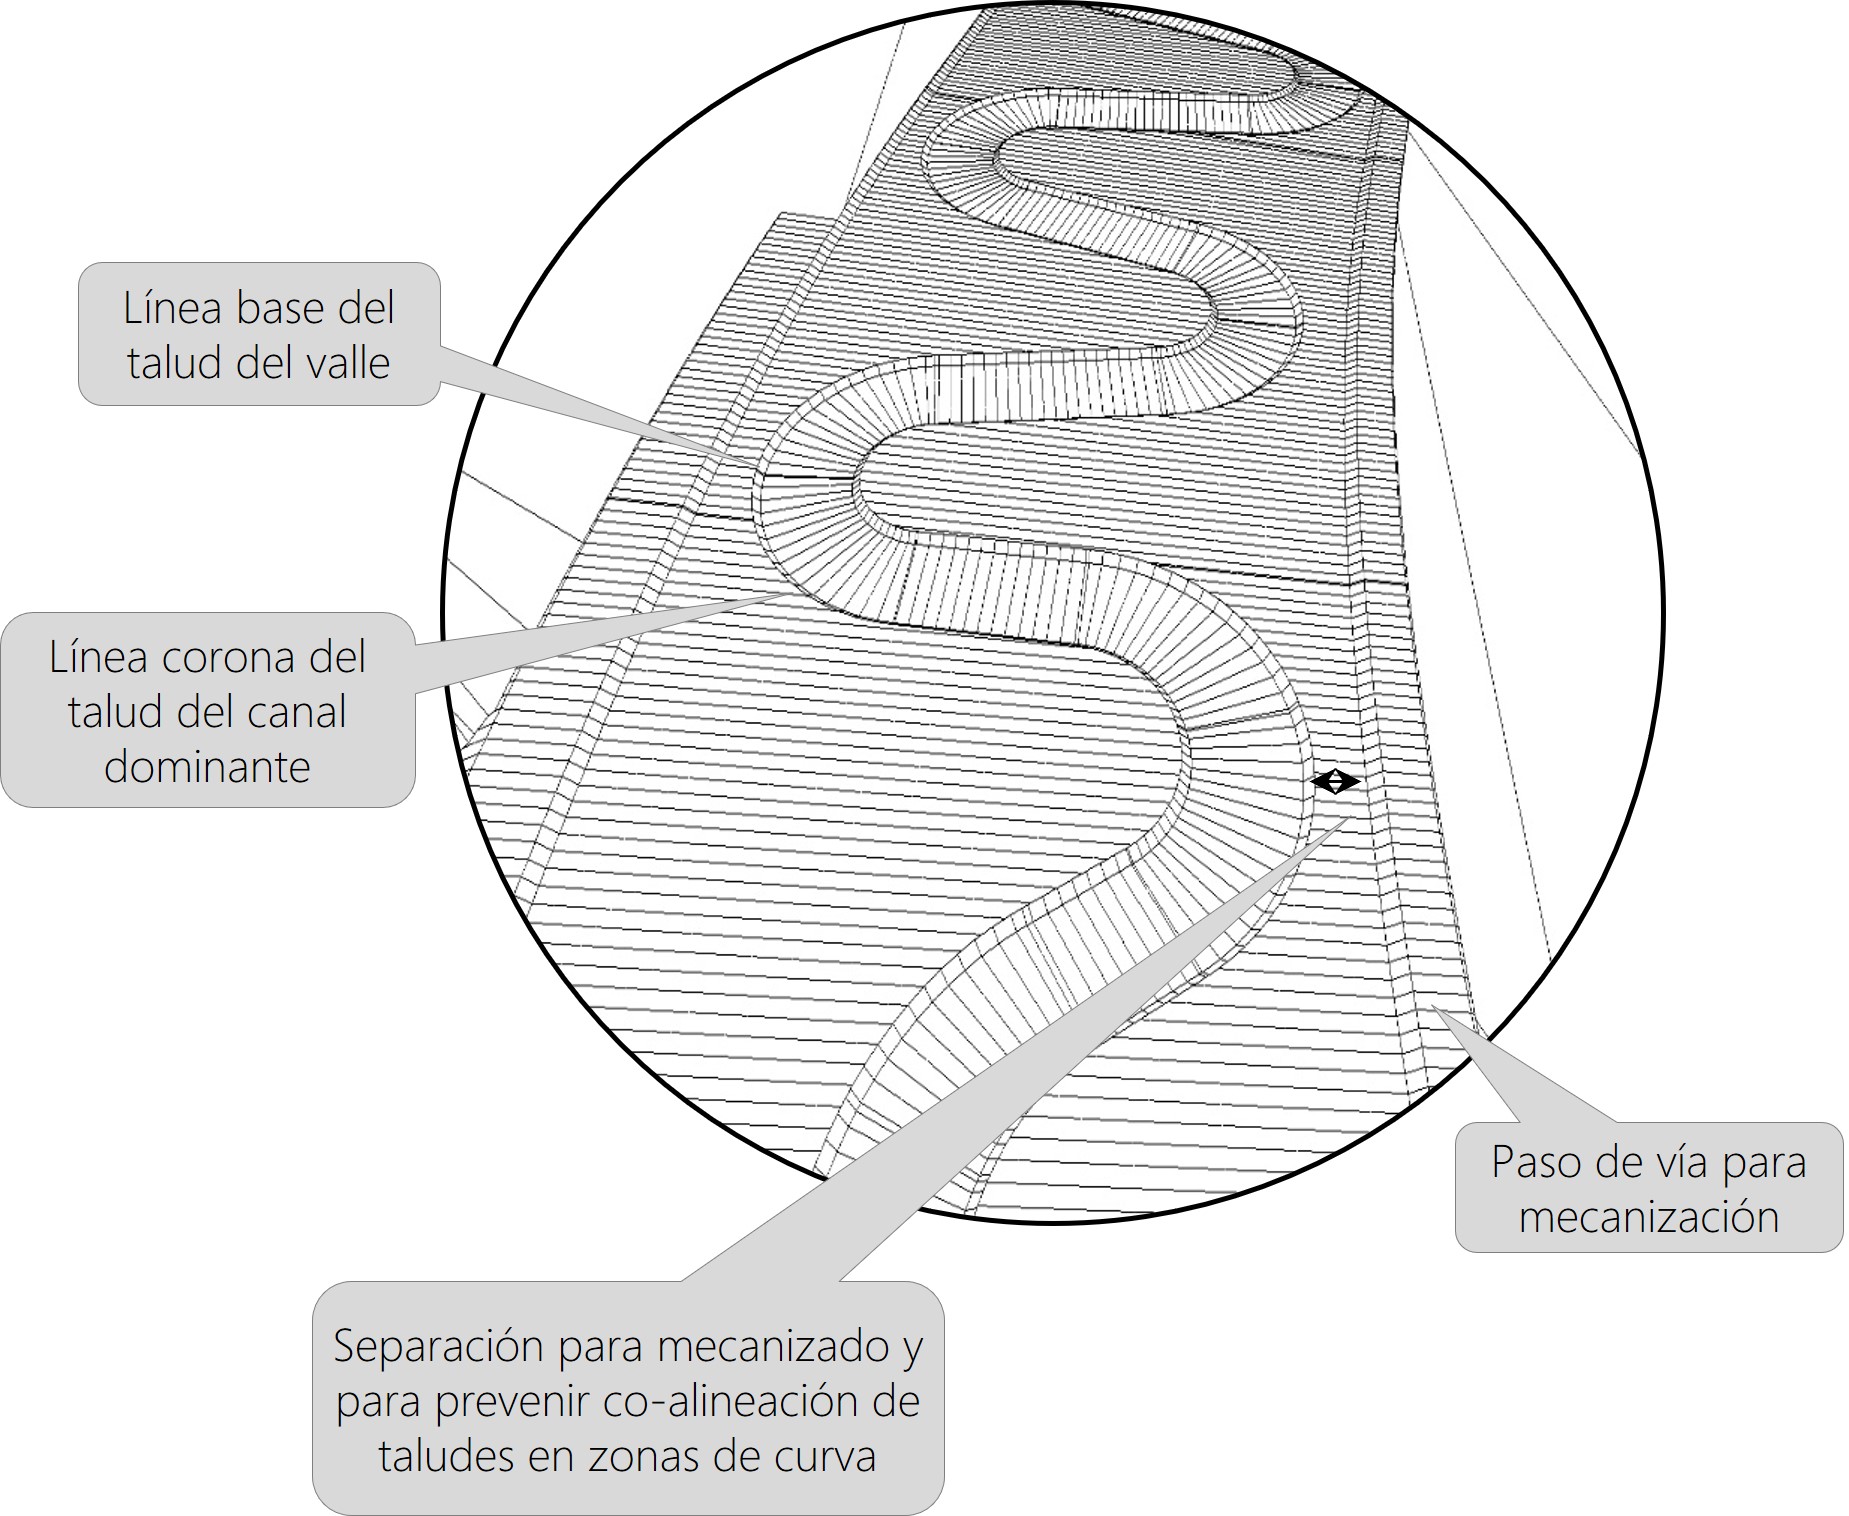 Línea base del
talud del valle
Línea corona del
talud del canal
dominante
Paso de vía para
mecanización
Separación para mecanizado y
para prevenir co-alineación de
taludes en zonas de curva